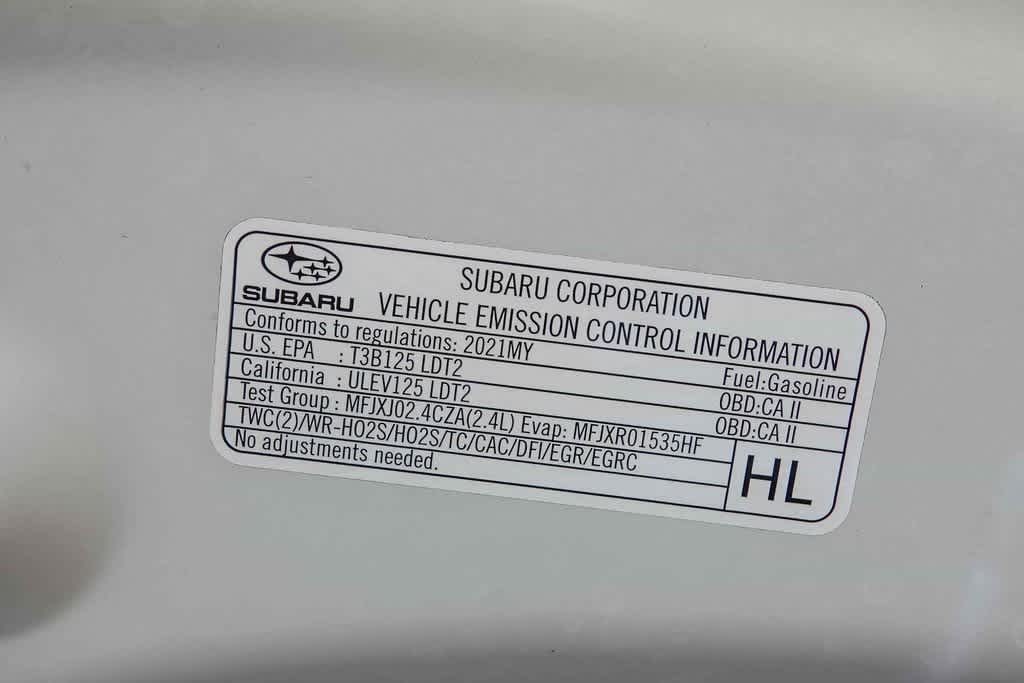 SUBARU
SUBARU CORPORATION
VEHICLE EMISSION CONTROL INFORMATION
Conforms to regulations: 2021MY Fuel:Gasoline
U.S. EPA : T3B125 LDT2 OBD:CA II
California : ULEV125 LDT2 OBD:CA II
Test Group : MFJXJ02.4CZA(2.4L) Evap: MFJXR01535HF
TWC(2)/WR-HO2S/HO2S/TC/CAC/DFI/EGR/EGRC
No adjustments needed.
HL